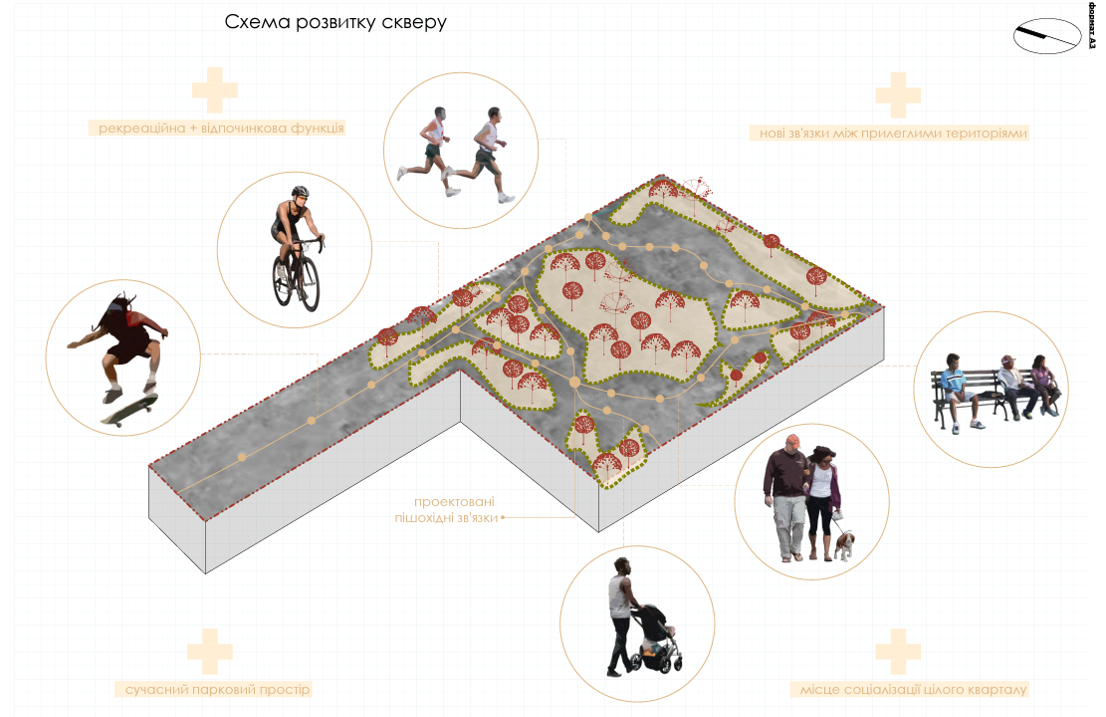 Схема розвитку скверу
формат А3
рекреаційна + відпочинкова функція
нові зв'язки між прилеглими територіями
проектовані
пішохідні зв'язки
сучасний парковий простір
місце соціалізації цілого кварталу